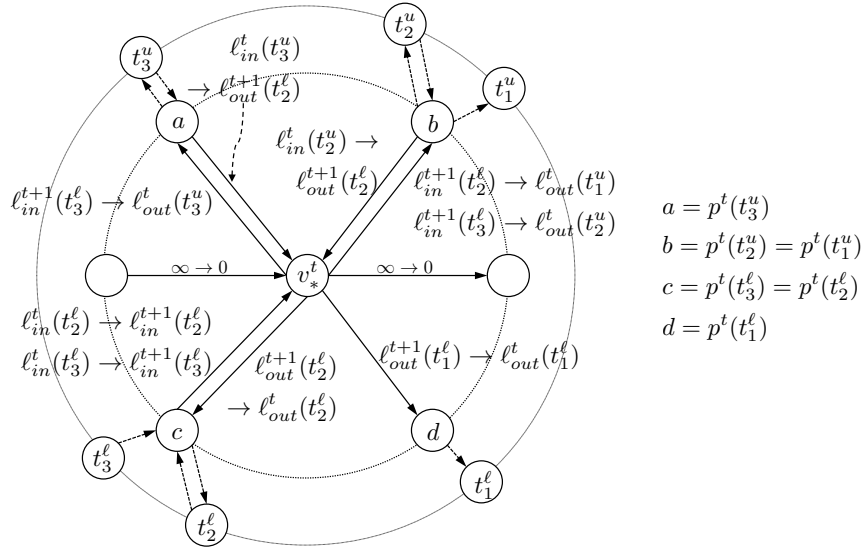 t_2^u
t_3^u
ℓ_{in}^t(t_3^u)
→ ℓ_{out}^{t+1}(t_2^ℓ)
t_1^u
a
b
ℓ_{in}^t(t_2^u) →
ℓ_{out}^{t+1}(t_2^ℓ)
ℓ_{in}^{t+1}(t_2^ℓ) → ℓ_{out}^t(t_1^u)
ℓ_{in}^{t+1}(t_3^ℓ) → ℓ_{out}^t(t_3^u)
ℓ_{in}^{t+1}(t_3^ℓ) → ℓ_{out}^t(t_2^u)
∞ → 0
v_*^t
∞ → 0
ℓ_{in}^t(t_2^ℓ) → ℓ_{in}^{t+1}(t_2^ℓ)
ℓ_{in}^t(t_3^ℓ) → ℓ_{in}^{t+1}(t_3^ℓ)
ℓ_{out}^{t+1}(t_2^ℓ)
→ ℓ_{out}^t(t_2^ℓ)
ℓ_{out}^{t+1}(t_1^ℓ) → ℓ_{out}^t(t_1^ℓ)
c
d
t_3^ℓ
t_1^ℓ
t_2^ℓ
a = p^t(t_3^u)
b = p^t(t_2^u) = p^t(t_1^u)
c = p^t(t_3^ℓ) = p^t(t_2^ℓ)
d = p^t(t_1^ℓ)